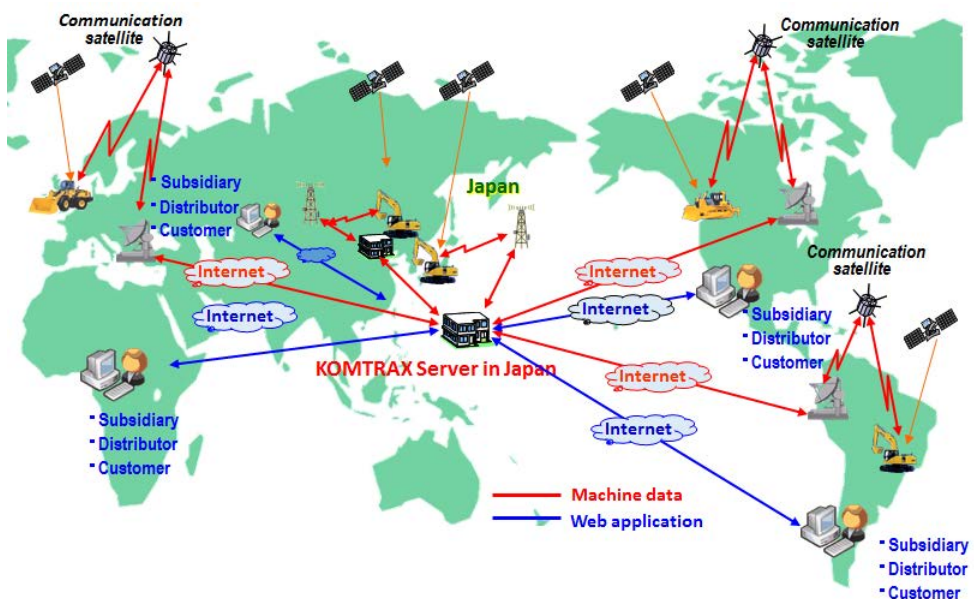 Communication
satellite
Communication
satellite
▪ Subsidiary
▪ Distributor
▪ Customer
Japan
Communication
satellite
Internet
Internet
Internet
Internet
▪ Subsidiary
▪ Distributor
▪ Customer
KOMTRAX Server in Japan
Internet
▪ Subsidiary
▪ Distributor
▪ Customer
Internet
Machine data
Web application
▪ Subsidiary
▪ Distributor
▪ Customer